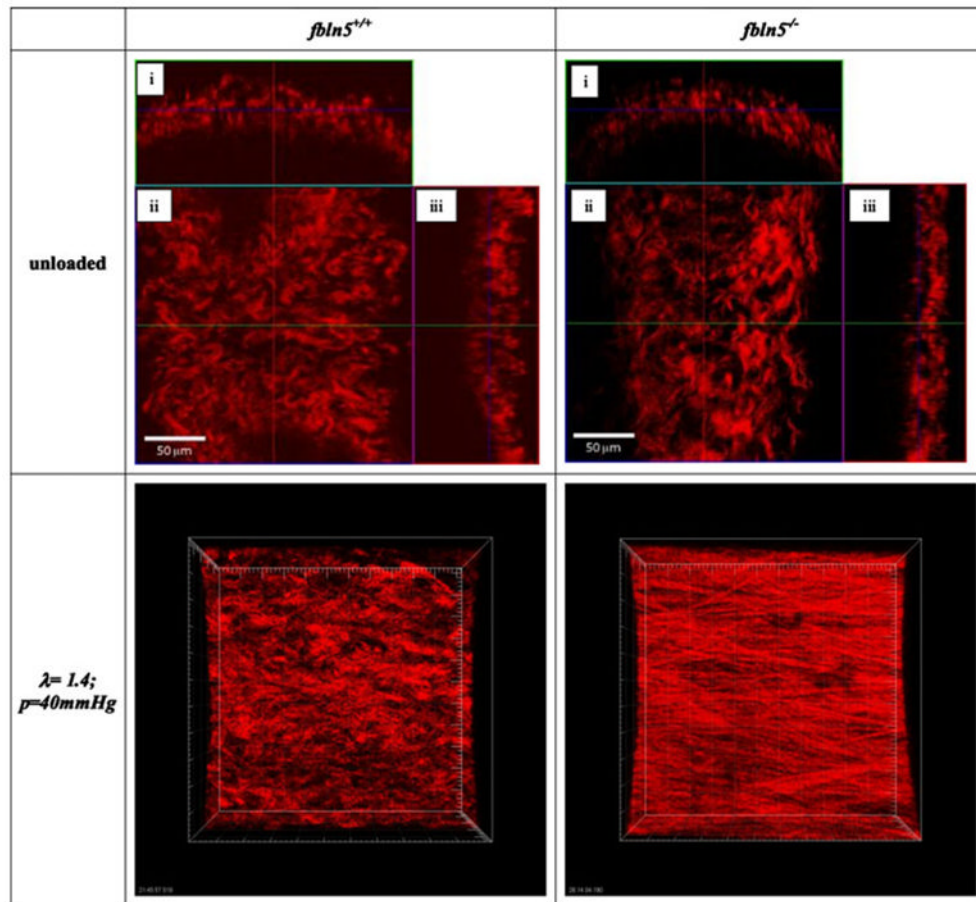 fbln5+/+
fbln5-/-
unloaded
i
ii
iii
50 μm
i
ii
iii
50 μm
λ= 1.4;
p=40mmHg